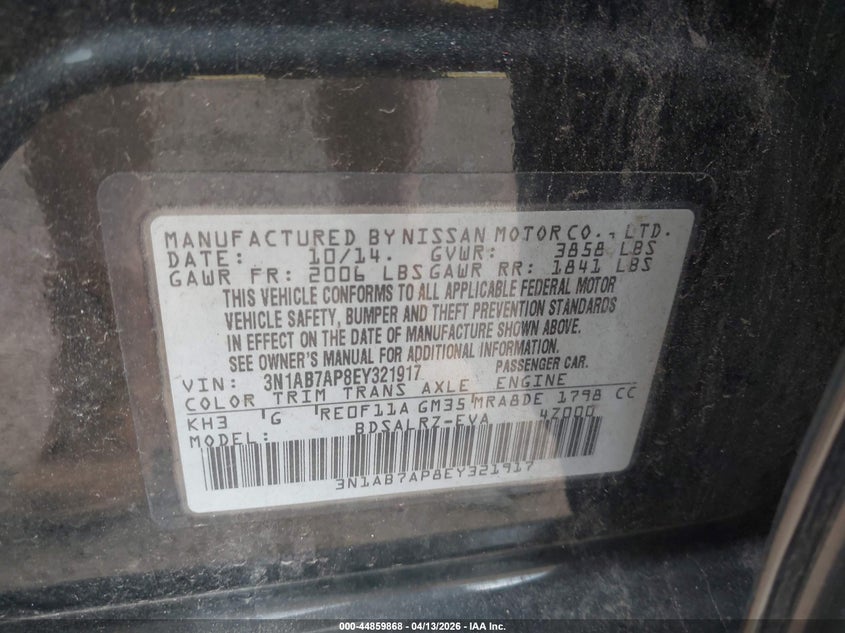 MANUFACTURED BY NISSAN MOTOR CO., LTD.
DATE: 10/14. GVWR: 3858 LBS
GAWR FR: 2006 LBS GAWR RR: 1841 LBS
THIS VEHICLE CONFORMS TO ALL APPLICABLE FEDERAL MOTOR
VEHICLE SAFETY, BUMPER AND THEFT PREVENTION STANDARDS
IN EFFECT ON THE DATE OF MANUFACTURE SHOWN ABOVE.
SEE OWNER'S MANUAL FOR ADDITIONAL INFORMATION.
VIN: 3N1AB7AP8EY321917 PASSENGER CAR.
COLOR TRIM TRANS AXLE ENGINE
KH3 G RE0F11A GM35 MRA8DE 1798 CC
MODEL: BDSALRZ-EVA 4Z000
3N1AB7AP8EY321917
000-44859868 - 04/13/2026 - IAA Inc.